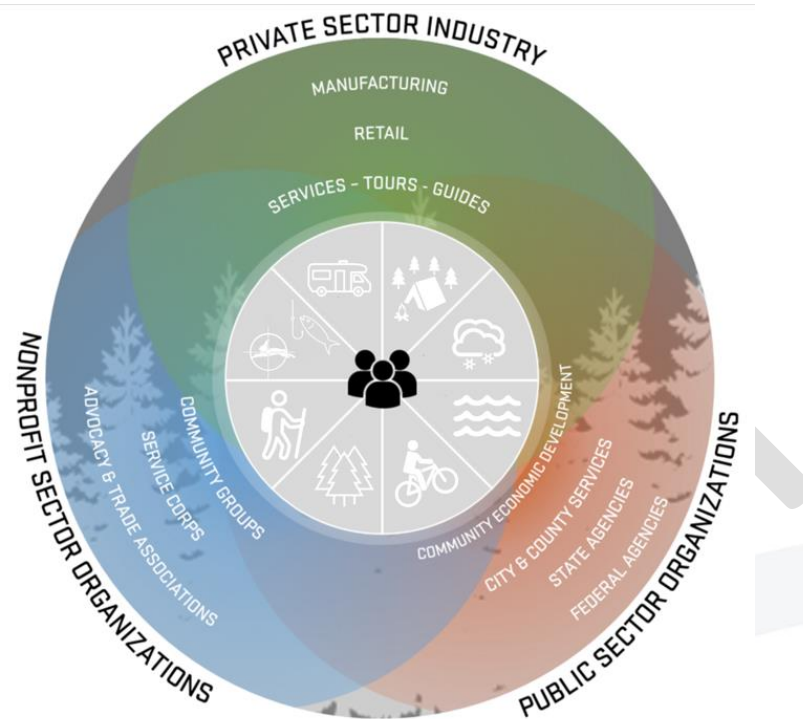 PRIVATE SECTOR INDUSTRY
MANUFACTURING
RETAIL
SERVICES - TOURS - GUIDES
NONPROFIT SECTOR ORGANIZATIONS
ADVOCACY & TRADE ASSOCIATIONS
SERVICE CORPS
COMMUNITY GROUPS
COMMUNITY ECONOMIC DEVELOPMENT
CITY & COUNTY SERVICES
STATE AGENCIES
FEDERAL AGENCIES
PUBLIC SECTOR ORGANIZATIONS